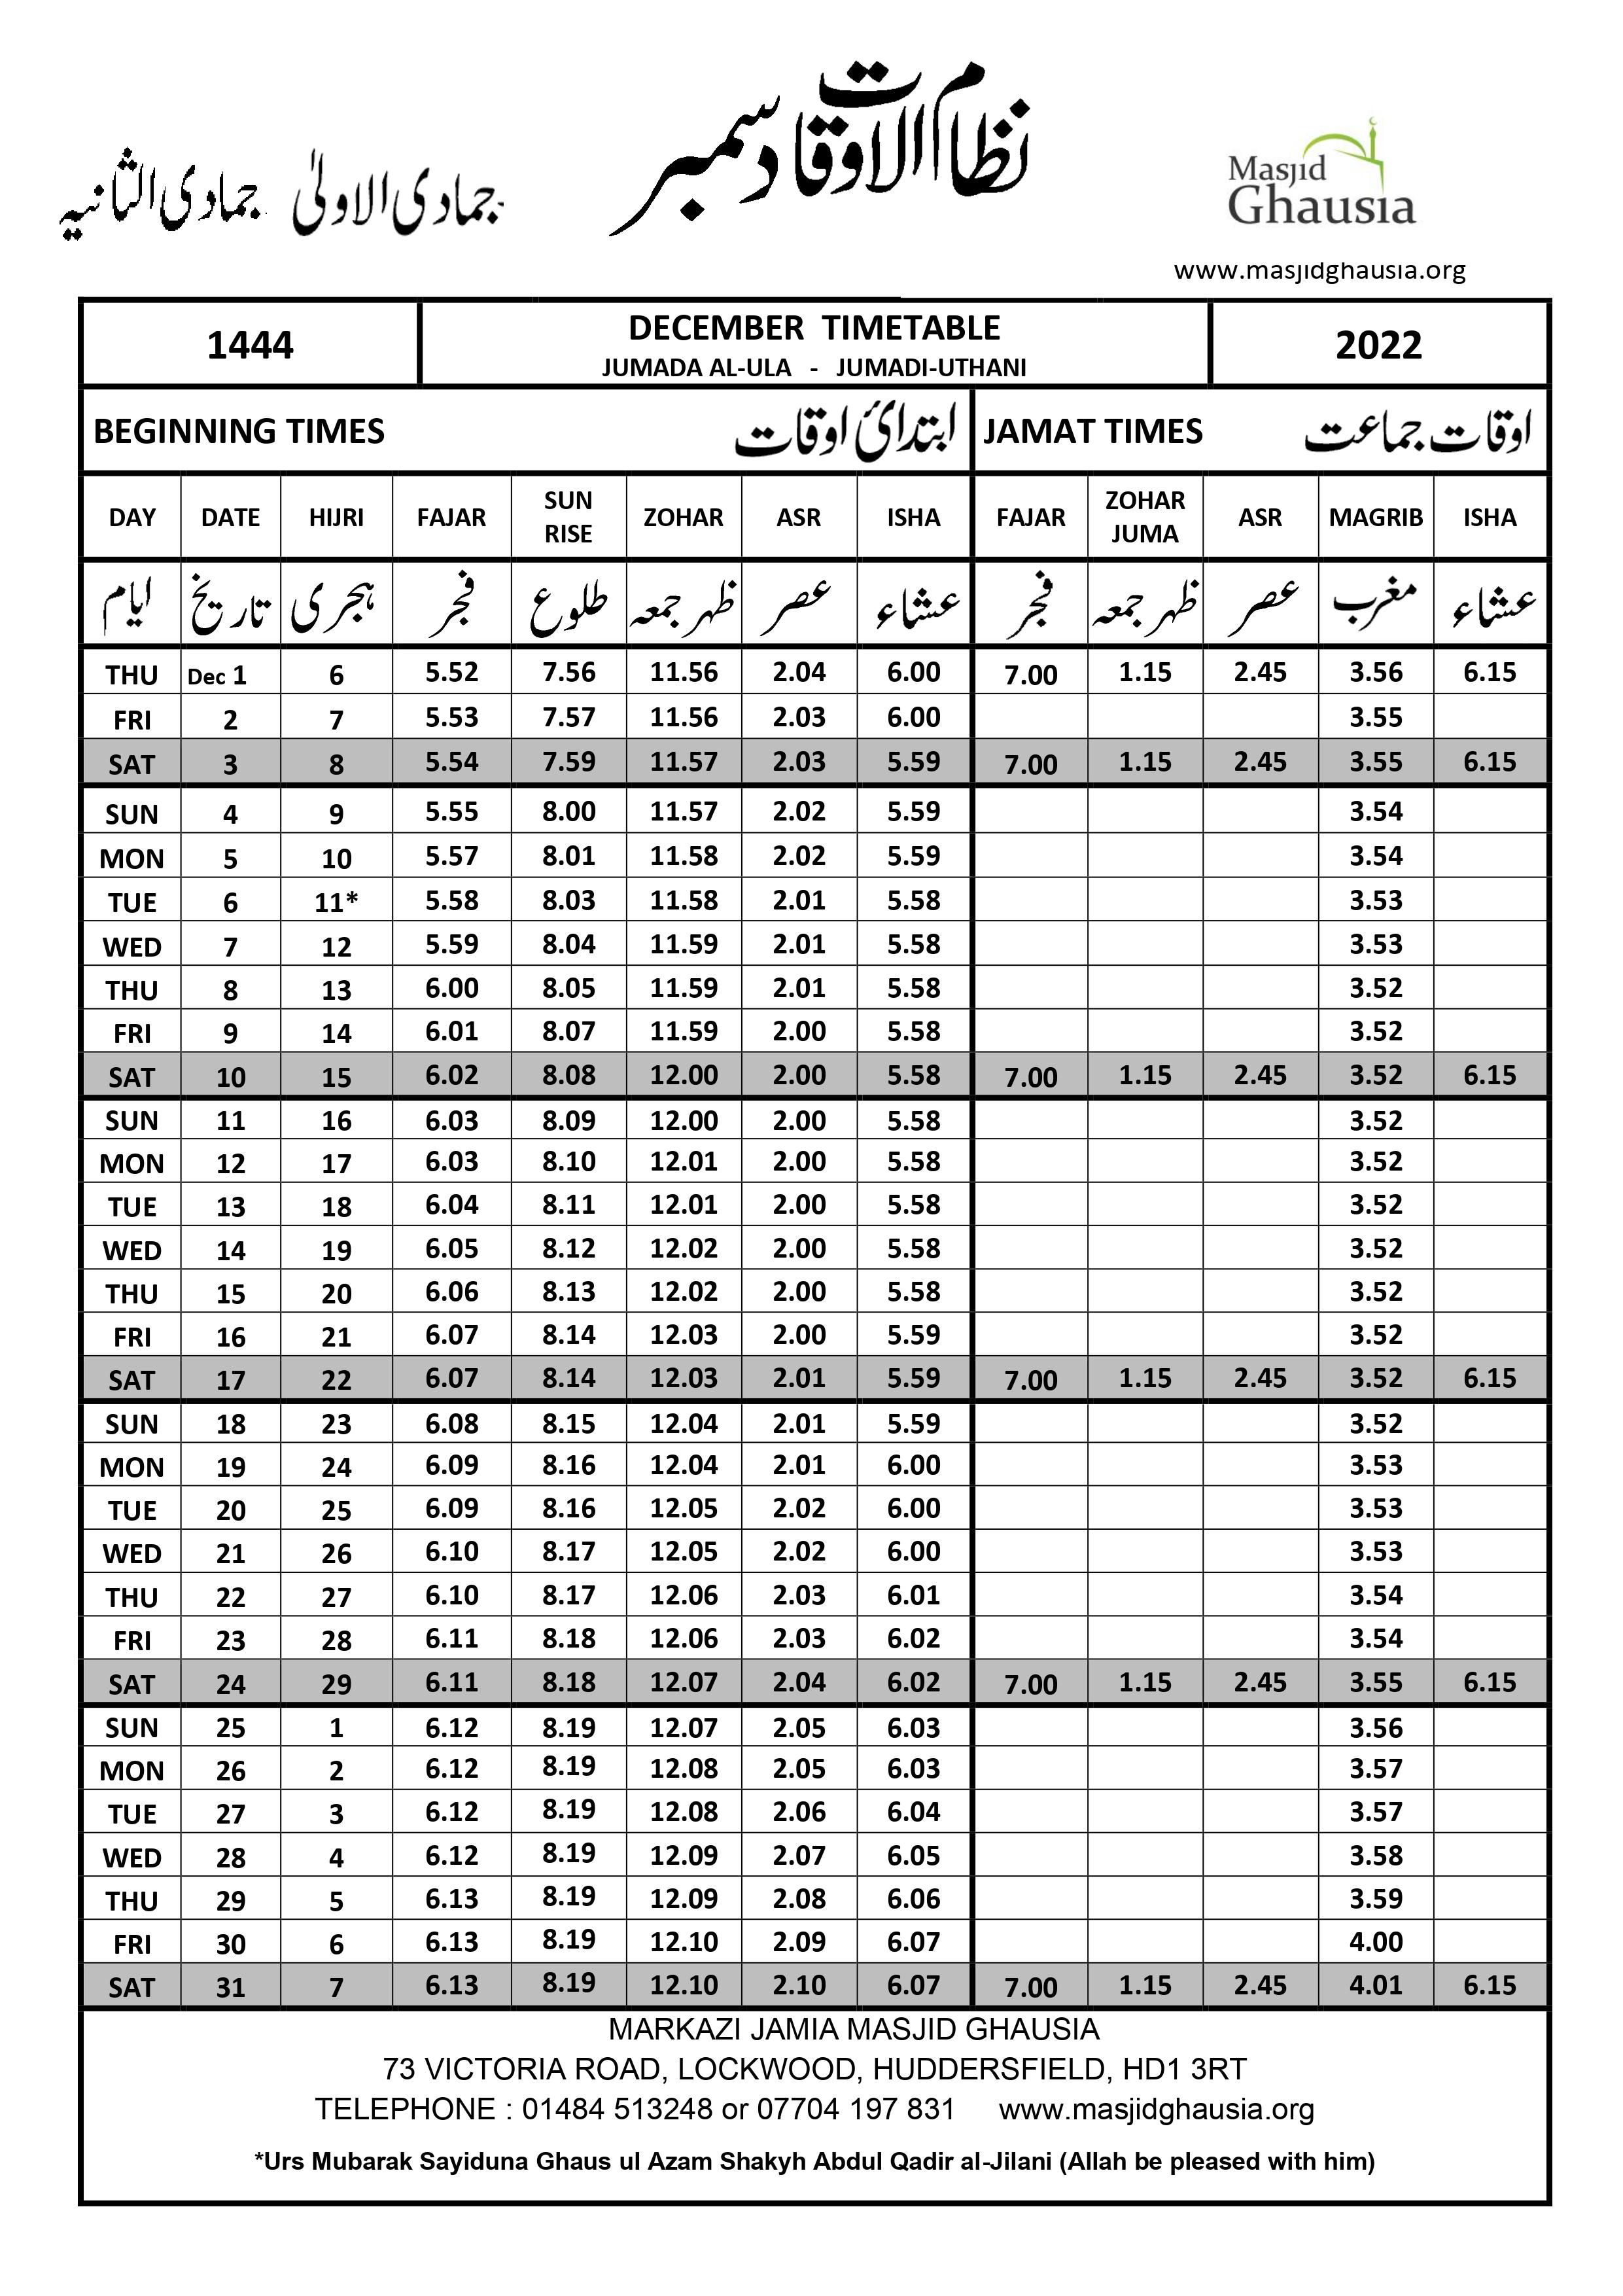 نظام الاوقات دسمبر
جمادی الاولیٰ جمادی الثانیہ
Masjid
Ghausia
www.masjidghausia.org
1444 DECEMBER TIMETABLE 2022
JUMADA AL-ULA - JUMADI-UTHANI
BEGINNING TIMES ابتدائ اوقات JAMAT TIMES اوقات جماعت
DAY DATE HIJRI FAJAR SUN RISE ZOHAR ASR ISHA FAJAR ZOHAR JUMA ASR MAGRIB ISHA
ایام تاریخ ہجری فجر طلوع ظہر جمعہ عصر عشاء فجر ظہر جمعہ عصر مغرب عشاء
THU Dec 1 6 5.52 7.56 11.56 2.04 6.00 7.00 1.15 2.45 3.56 6.15
FRI 2 7 5.53 7.57 11.56 2.03 6.00 3.55
SAT 3 8 5.54 7.59 11.57 2.03 5.59 7.00 1.15 2.45 3.55 6.15
SUN 4 9 5.55 8.00 11.57 2.02 5.59 3.54
MON 5 10 5.57 8.01 11.58 2.02 5.59 3.54
TUE 6 11* 5.58 8.03 11.58 2.01 5.58 3.53
WED 7 12 5.59 8.04 11.59 2.01 5.58 3.53
THU 8 13 6.00 8.05 11.59 2.01 5.58 3.52
FRI 9 14 6.01 8.07 11.59 2.00 5.58 3.52
SAT 10 15 6.02 8.08 12.00 2.00 5.58 7.00 1.15 2.45 3.52 6.15
SUN 11 16 6.03 8.09 12.00 2.00 5.58 3.52
MON 12 17 6.03 8.10 12.01 2.00 5.58 3.52
TUE 13 18 6.04 8.11 12.01 2.00 5.58 3.52
WED 14 19 6.05 8.12 12.02 2.00 5.58 3.52
THU 15 20 6.06 8.13 12.02 2.00 5.58 3.52
FRI 16 21 6.07 8.14 12.03 2.00 5.59 3.52
SAT 17 22 6.07 8.14 12.03 2.01 5.59 7.00 1.15 2.45 3.52 6.15
SUN 18 23 6.08 8.15 12.04 2.01 5.59 3.52
MON 19 24 6.09 8.16 12.04 2.01 6.00 3.53
TUE 20 25 6.09 8.16 12.05 2.02 6.00 3.53
WED 21 26 6.10 8.17 12.05 2.02 6.00 3.53
THU 22 27 6.10 8.17 12.06 2.03 6.01 3.54
FRI 23 28 6.11 8.18 12.06 2.03 6.02 3.54
SAT 24 29 6.11 8.18 12.07 2.04 6.02 7.00 1.15 2.45 3.55 6.15
SUN 25 1 6.12 8.19 12.07 2.05 6.03 3.56
MON 26 2 6.12 8.19 12.08 2.05 6.03 3.57
TUE 27 3 6.12 8.19 12.08 2.06 6.04 3.57
WED 28 4 6.12 8.19 12.09 2.07 6.05 3.58
THU 29 5 6.13 8.19 12.09 2.08 6.06 3.59
FRI 30 6 6.13 8.19 12.10 2.09 6.07 4.00
SAT 31 7 6.13 8.19 12.10 2.10 6.07 7.00 1.15 2.45 4.01 6.15
MARKAZI JAMIA MASJID GHAUSIA
73 VICTORIA ROAD, LOCKWOOD, HUDDERSFIELD, HD1 3RT
TELEPHONE : 01484 513248 or 07704 197 831 www.masjidghausia.org
*Urs Mubarak Sayiduna Ghaus ul Azam Shakyh Abdul Qadir al-Jilani (Allah be pleased with him)